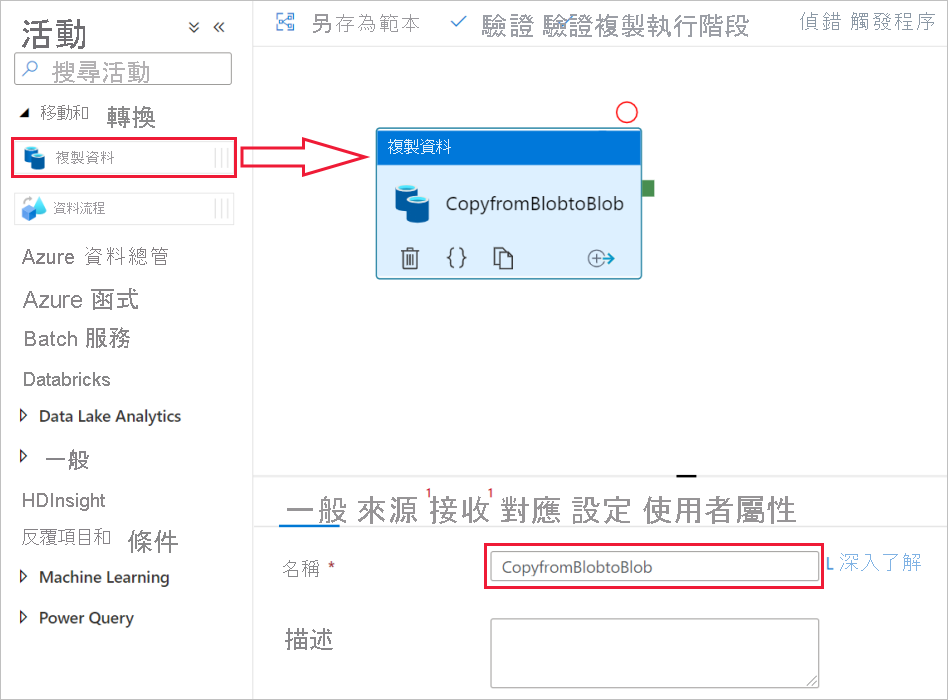 活動
搜尋活動
移動和 轉換
複製資料
資料流程
Azure 資料總管
Azure 函式
Batch 服務
Databricks
Data Lake Analytics
一般
HDInsight
反覆項目和 條件
Machine Learning
Power Query
另存為範本 驗證 驗證複製執行階段 偵錯 觸發程序
複製資料
CopyfromBlobtoBlob
一般 來源 1 接收 1 對應 設定 使用者屬性
名稱 * CopyfromBlobtoBlob L 深入了解
描述